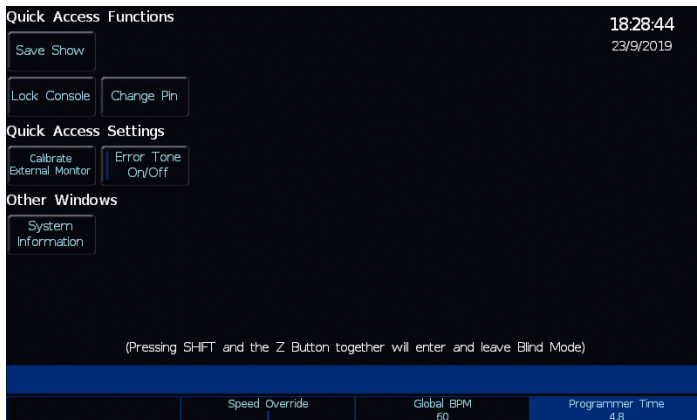 Quick Access Functions
18:28:44
23/9/2019
Save Show
Lock Console
Change Pin
Quick Access Settings
Calibrate
External Monitor
Error Tone
On/Off
Other Windows
System
Information
(Pressing SHIFT and the Z Button together will enter and leave Blind Mode)
Speed Override
Global BPM
60
Programmer Time
4.8